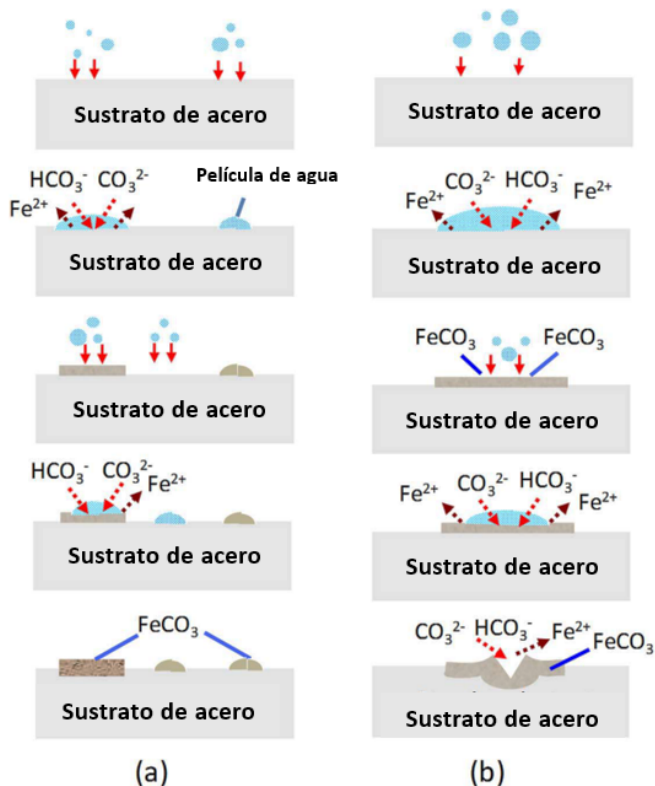 Sustrato de acero
HCO₃⁻ CO₃²⁻
Fe²⁺
Película de agua
Sustrato de acero
Sustrato de acero
HCO₃⁻ CO₃²⁻
Fe²⁺
Sustrato de acero
FeCO₃
Sustrato de acero
(a)
Sustrato de acero
CO₃²⁻ HCO₃⁻
Fe²⁺ Fe²⁺
Sustrato de acero
FeCO₃ FeCO₃
Sustrato de acero
CO₃²⁻ HCO₃⁻
Fe²⁺ Fe²⁺
Sustrato de acero
CO₃²⁻ HCO₃⁻ Fe²⁺
FeCO₃
Sustrato de acero
(b)